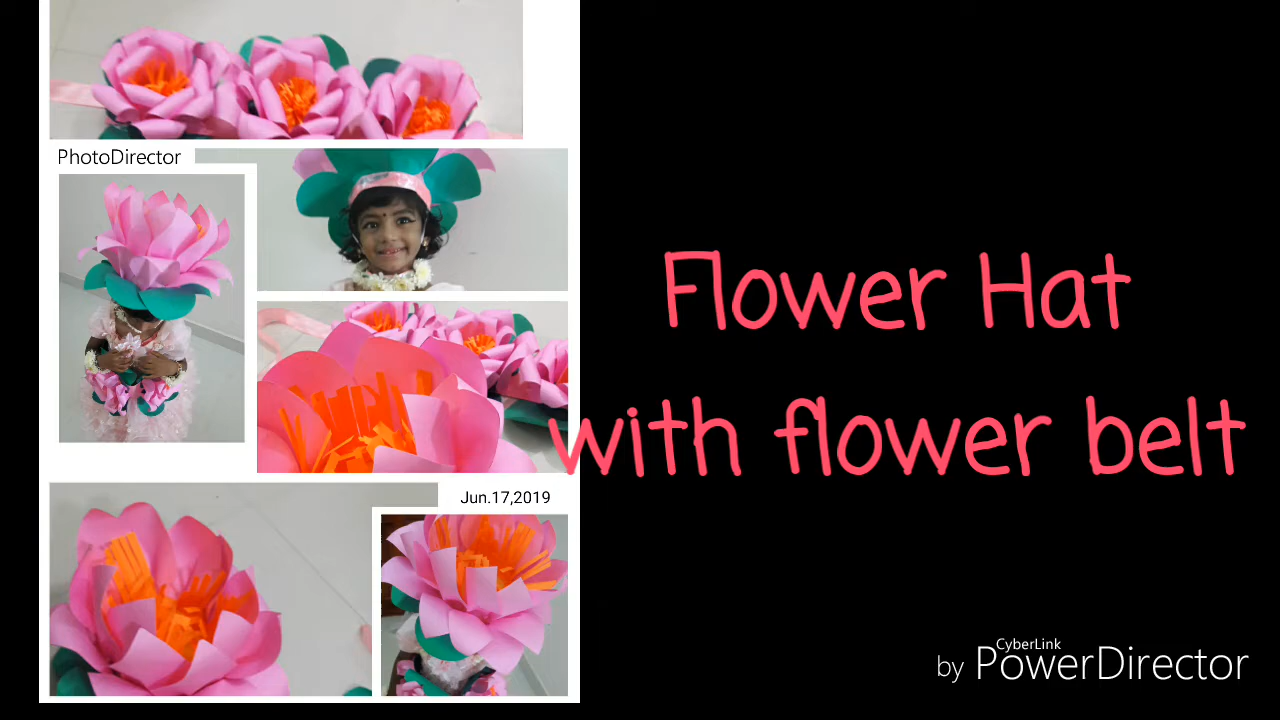 PhotoDirector
Jun.17,2019
Flower Hat
with flower belt
by CyberLink PowerDirector